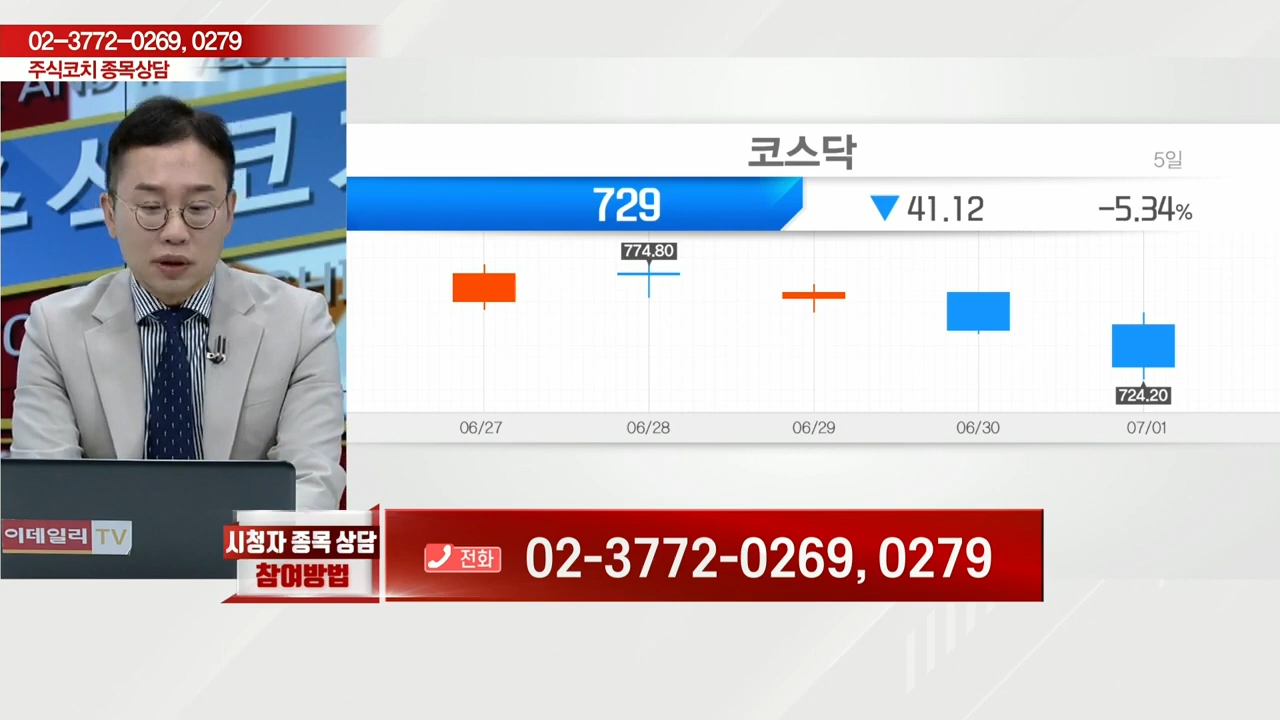 02-3772-0269, 0279
주식코치 종목상담
코스닥
5일
729
▼ 41.12
-5.34%
774.80
724.20
06/27
06/28
06/29
06/30
07/01
이데일리TV
시청자 종목 상담
참여방법
전화
02-3772-0269, 0279